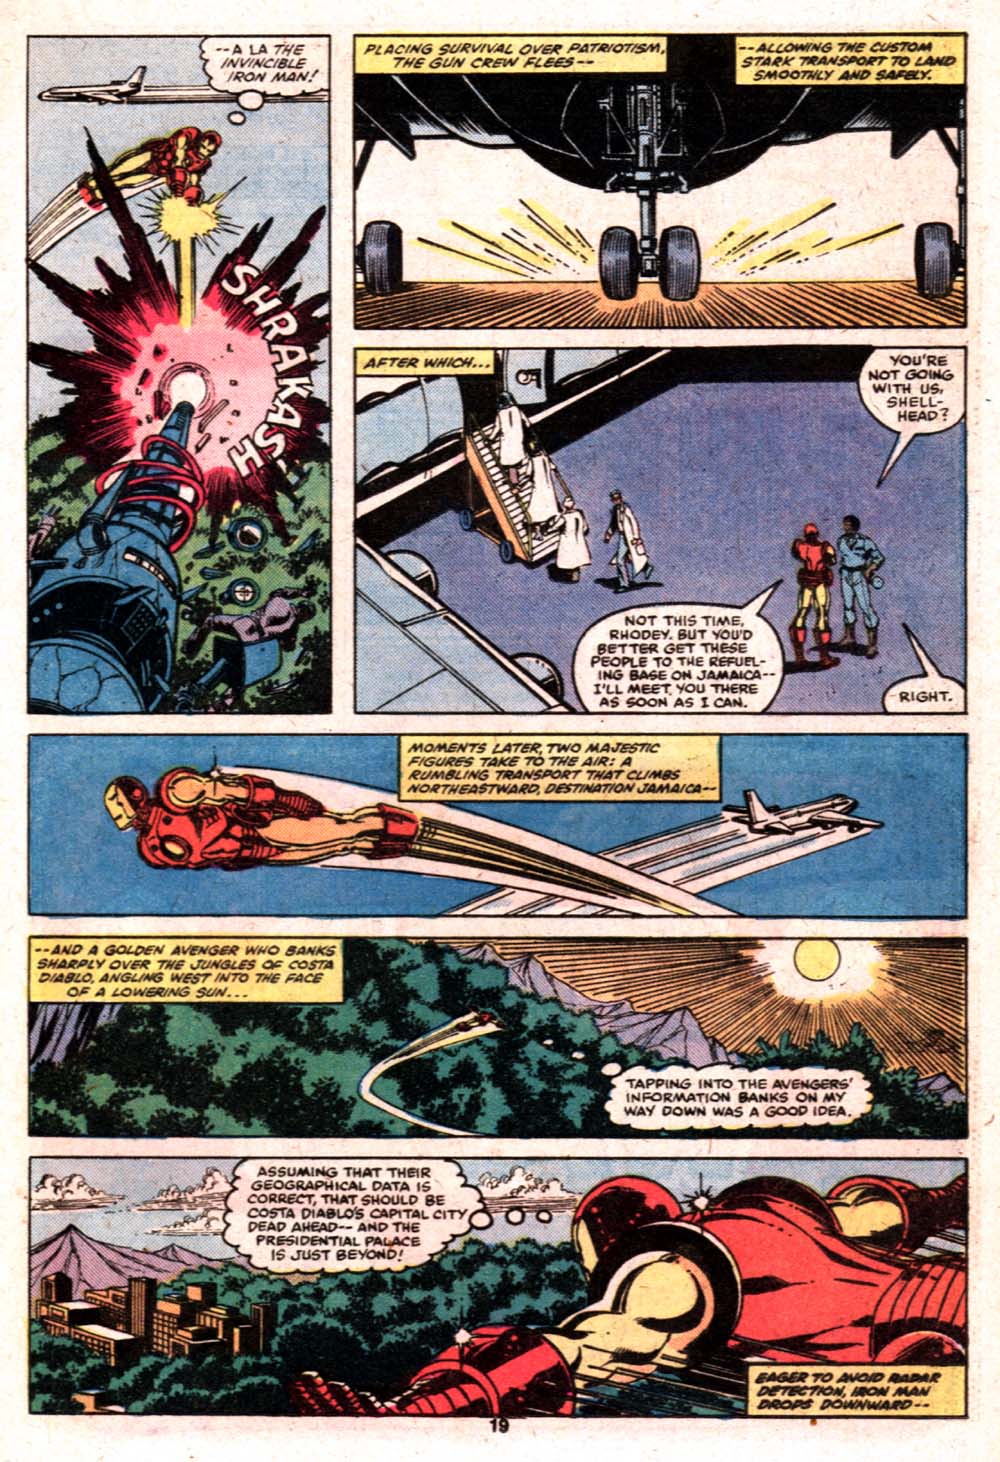 --A LA THE
INVINCIBLE
IRON MAN!
SHRAKASH
PLACING SURVIVAL OVER PATRIOTISM,
THE GUN CREW FLEES--
--ALLOWING THE CUSTOM
STARK TRANSPORT TO LAND
SMOOTHLY AND SAFELY.
AFTER WHICH...
YOU'RE
NOT GOING
WITH US,
SHELL-
HEAD?
NOT THIS TIME,
RHODEY. BUT YOU'D
BETTER GET THESE
PEOPLE TO THE REFUEL-
ING BASE ON JAMAICA--
I'LL MEET YOU THERE
AS SOON AS I CAN.
RIGHT.
MOMENTS LATER, TWO MAJESTIC
FIGURES TAKE TO THE AIR: A
RUMBLING TRANSPORT THAT CLIMBS
NORTHEASTWARD, DESTINATION JAMAICA--
--AND A GOLDEN AVENGER WHO BANKS
SHARPLY OVER THE JUNGLES OF COSTA
DIABLO, ANGLING WEST INTO THE FACE
OF A LOWERING SUN...
TAPPING INTO THE AVENGERS'
INFORMATION BANKS ON MY
WAY DOWN WAS A GOOD IDEA.
ASSUMING THAT THEIR
GEOGRAPHICAL DATA IS
CORRECT, THAT SHOULD BE
COSTA DIABLO'S CAPITAL CITY
DEAD AHEAD-- AND THE
PRESIDENTIAL PALACE
IS JUST BEYOND!
EAGER TO AVOID RADAR
DETECTION, IRON MAN
DROPS DOWNWARD--
19